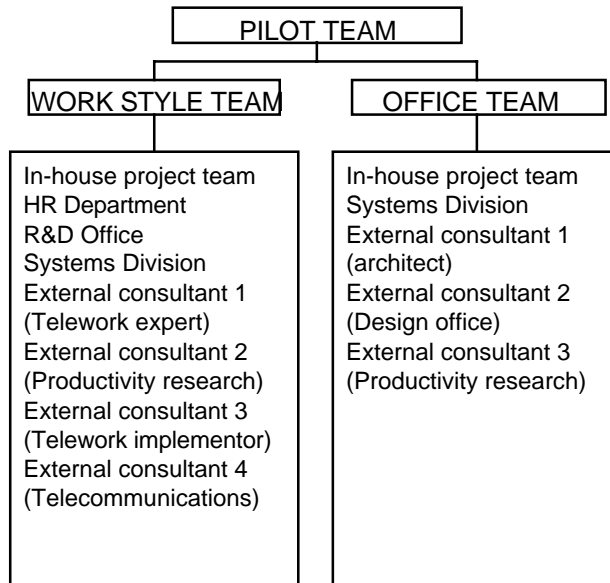 PILOT TEAM
WORK STYLE TEAM
OFFICE TEAM
In-house project team
HR Department
R&D Office
Systems Division
External consultant 1
(Telework expert)
External consultant 2
(Productivity research)
External consultant 3
(Telework implementor)
External consultant 4
(Telecommunications)
In-house project team
Systems Division
External consultant 1
(architect)
External consultant 2
(Design office)
External consultant 3
(Productivity research)